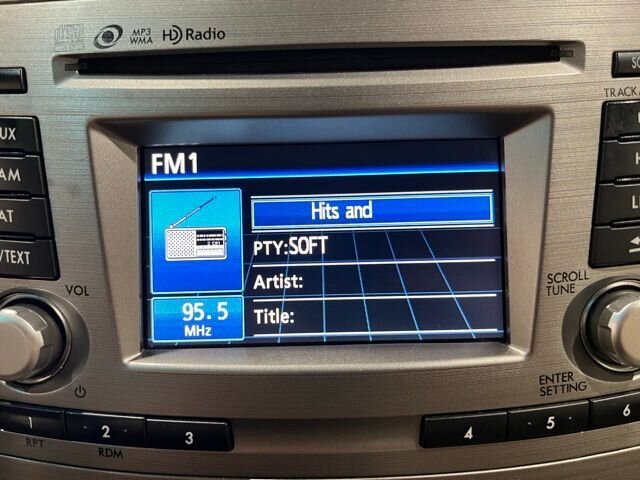 disc
MP3
WMA
HD Radio
SC
TRACK
UX
AM
AT
/TEXT
FM1
Hits and
PTY:SOFT
Artist:
95.5
MHz
Title:
VOL
SCROLL
TUNE
ENTER
SETTING
1
RPT
2
RDM
3
4
5
6